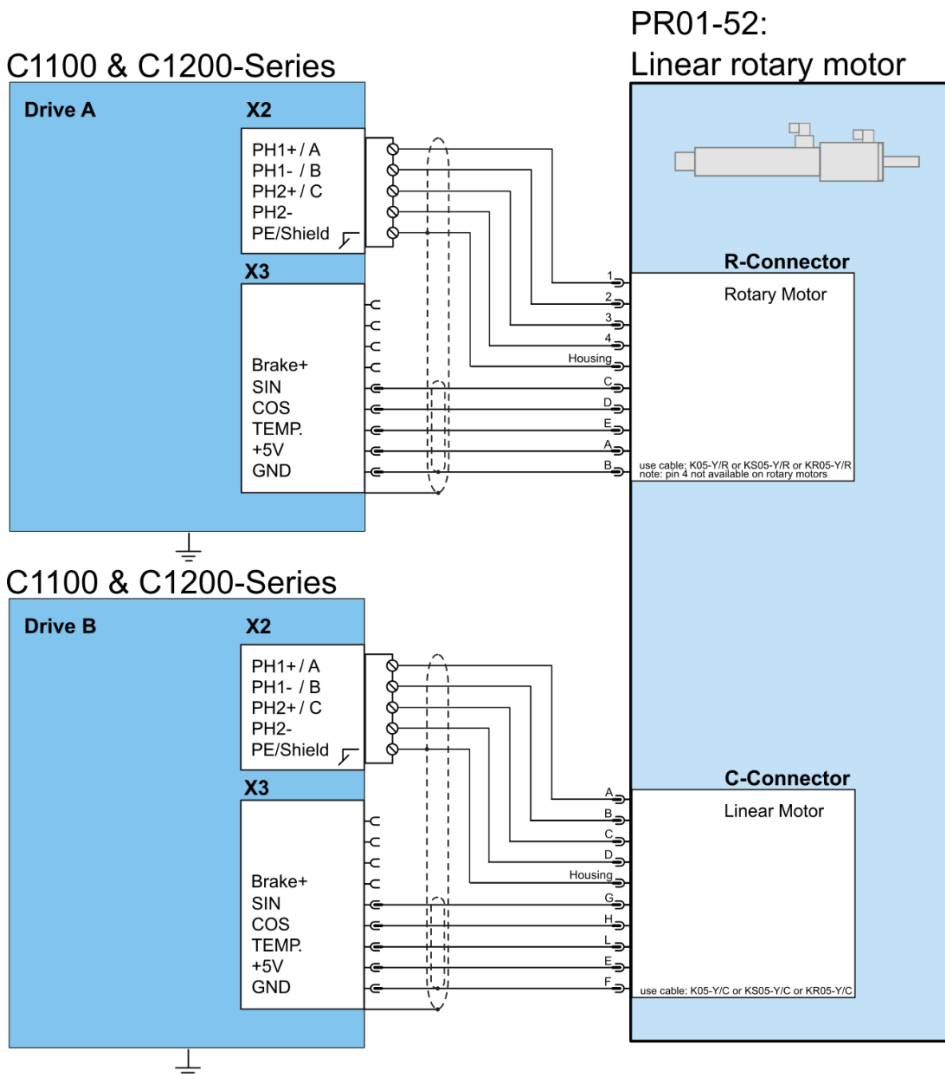 PR01-52:
Linear rotary motor
C1100 & C1200-Series
Drive A
X2
PH1+ / A
PH1- / B
PH2+ / C
PH2-
PE/Shield
X3
Brake+
SIN
COS
TEMP.
+5V
GND
R-Connector
Rotary Motor
1
2
3
4
Housing
C
D
E
A
B
use cable: K05-Y/R or KS05-Y/R or KR05-Y/R
note: pin 4 not available on rotary motors
C1100 & C1200-Series
Drive B
X2
PH1+ / A
PH1- / B
PH2+ / C
PH2-
PE/Shield
X3
Brake+
SIN
COS
TEMP.
+5V
GND
C-Connector
Linear Motor
A
B
C
D
Housing
G
H
L
E
F
use cable: K05-Y/C or KS05-Y/C or KR05-Y/C